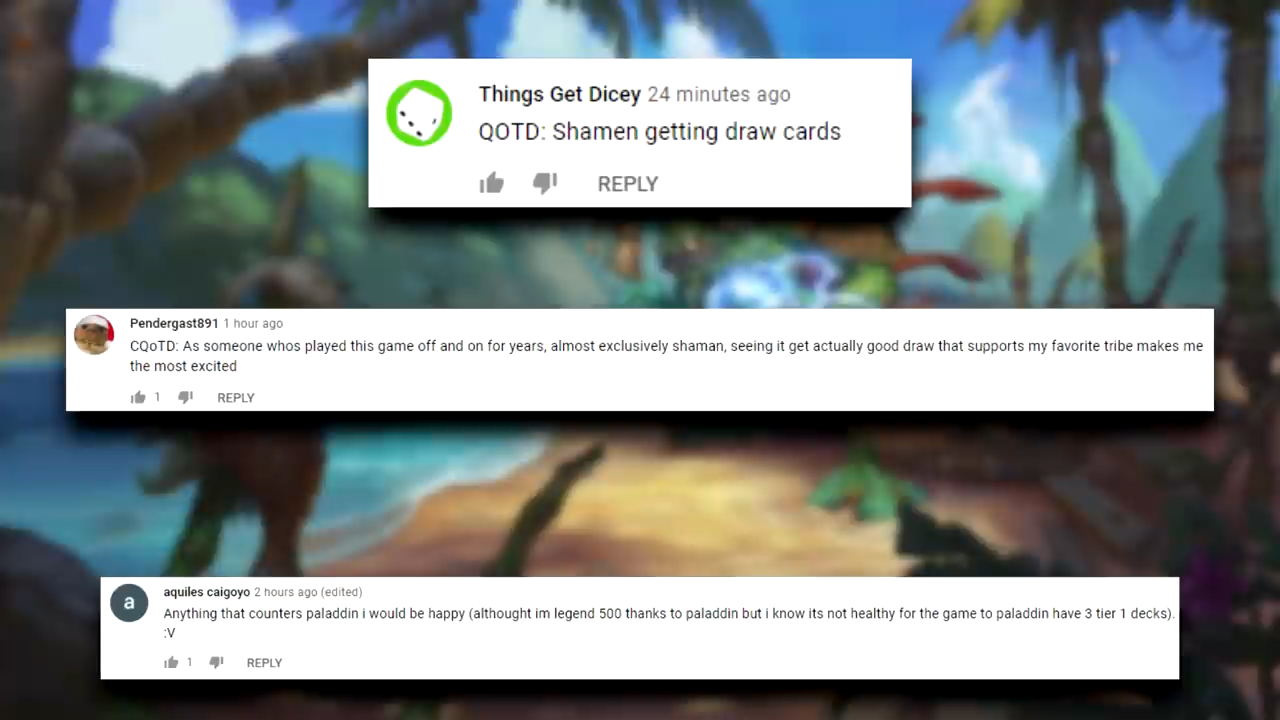 Things Get Dicey 24 minutes ago
QOTD: Shamen getting draw cards
REPLY
Pendergast891 1 hour ago
CQoTD: As someone whos played this game off and on for years, almost exclusively shaman, seeing it get actually good draw that supports my favorite tribe makes me
the most excited
1 REPLY
a
aquiles caigoyo 2 hours ago (edited)
Anything that counters paladdin i would be happy (althought im legend 500 thanks to paladdin but i know its not healthy for the game to paladdin have 3 tier 1 decks).
:V
1 REPLY